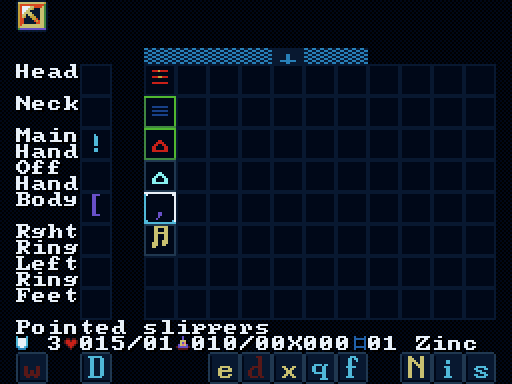 Head
Neck
Main
Hand
!
Off
Hand
Body
[
,
Rght
Ring
Left
Ring
Feet
Pointed slippers
3♥015/01 010/00X000 01 Zinc
w D e d x q f N i s